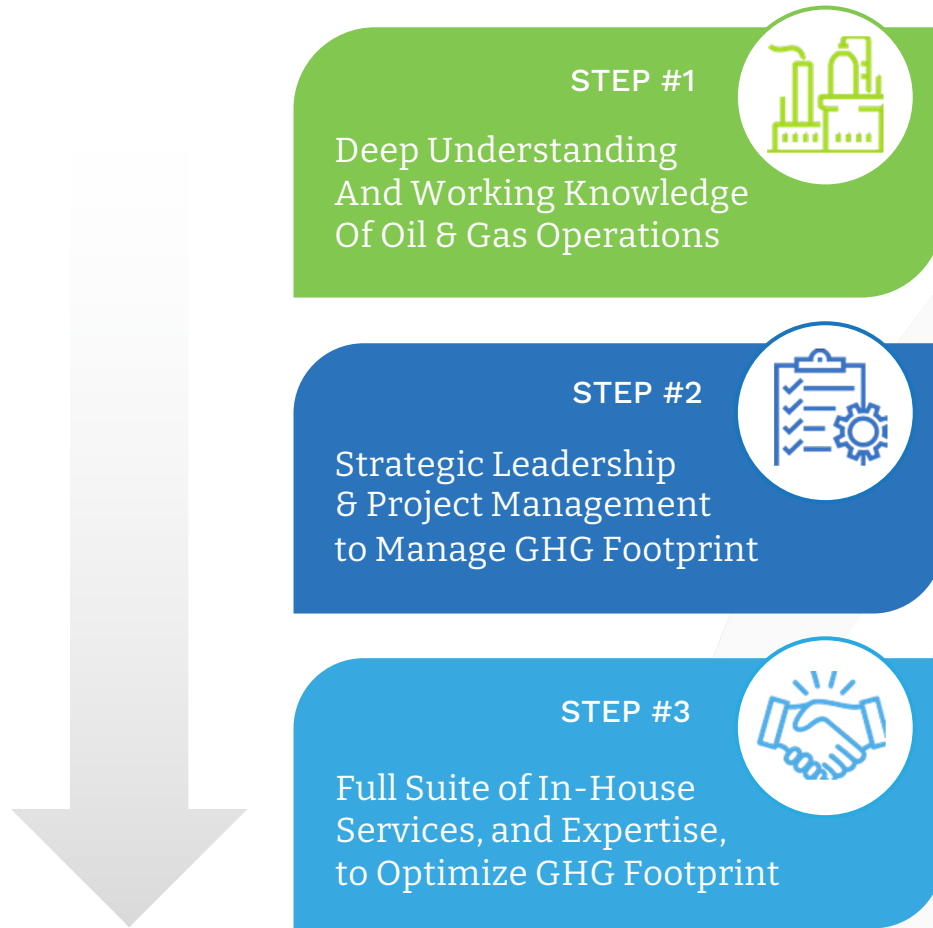 STEP #1
Deep Understanding
And Working Knowledge
Of Oil & Gas Operations
STEP #2
Strategic Leadership
& Project Management
to Manage GHG Footprint
STEP #3
Full Suite of In-House
Services, and Expertise,
to Optimize GHG Footprint